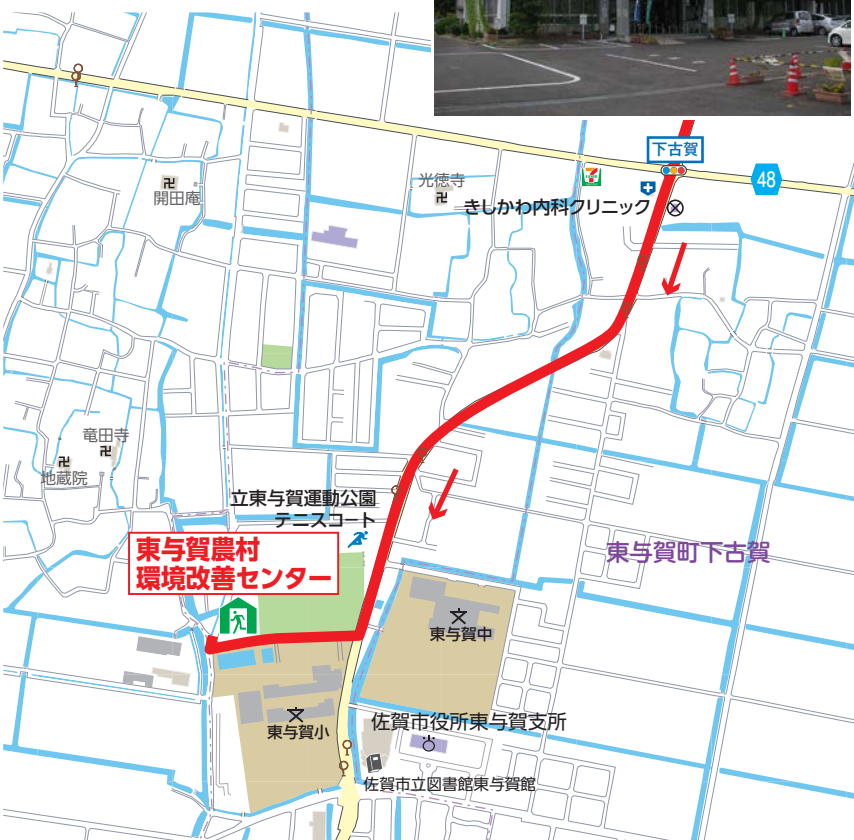 下古賀
48
光徳寺
開田庵
きしかわ内科クリニック
竜田寺
地蔵院
立東与賀運動公園
テニスコート
東与賀農村
環境改善センター
東与賀町下古賀
東与賀中
東与賀小
佐賀市役所東与賀支所
佐賀市立図書館東与賀館